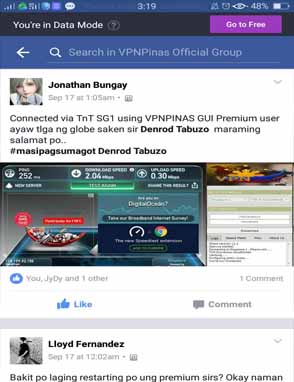 3:19
48%
You're in Data Mode
Go to Free
Search in VPNPinas Official Group
Jonathan Bungay
Sep 17 at 1:05am
Connected via TnT SG1 using VPNPINAS GUI Premium user
ayaw tlga ng globe saken sir Denrod Tabuzo maraming
salamat po..
#masipagsumagot Denrod Tabuzo
PING
252 ms
DOWNLOAD SPEED
2.04 Mbps
UPLOAD SPEED
0.30 Mbps
NEW SERVER
TEST AGAIN
SHARE THIS RESULT
Are you on
DigitalOcean?
Take our Broadband Internet Survey!
The new Speedtest extension
You, JyDy and 1 other
1 Comment
Like
Comment
Lloyd Fernandez
Sep 17 at 12:02am
Bakit po laging restarting po ung premium sirs? Okay naman